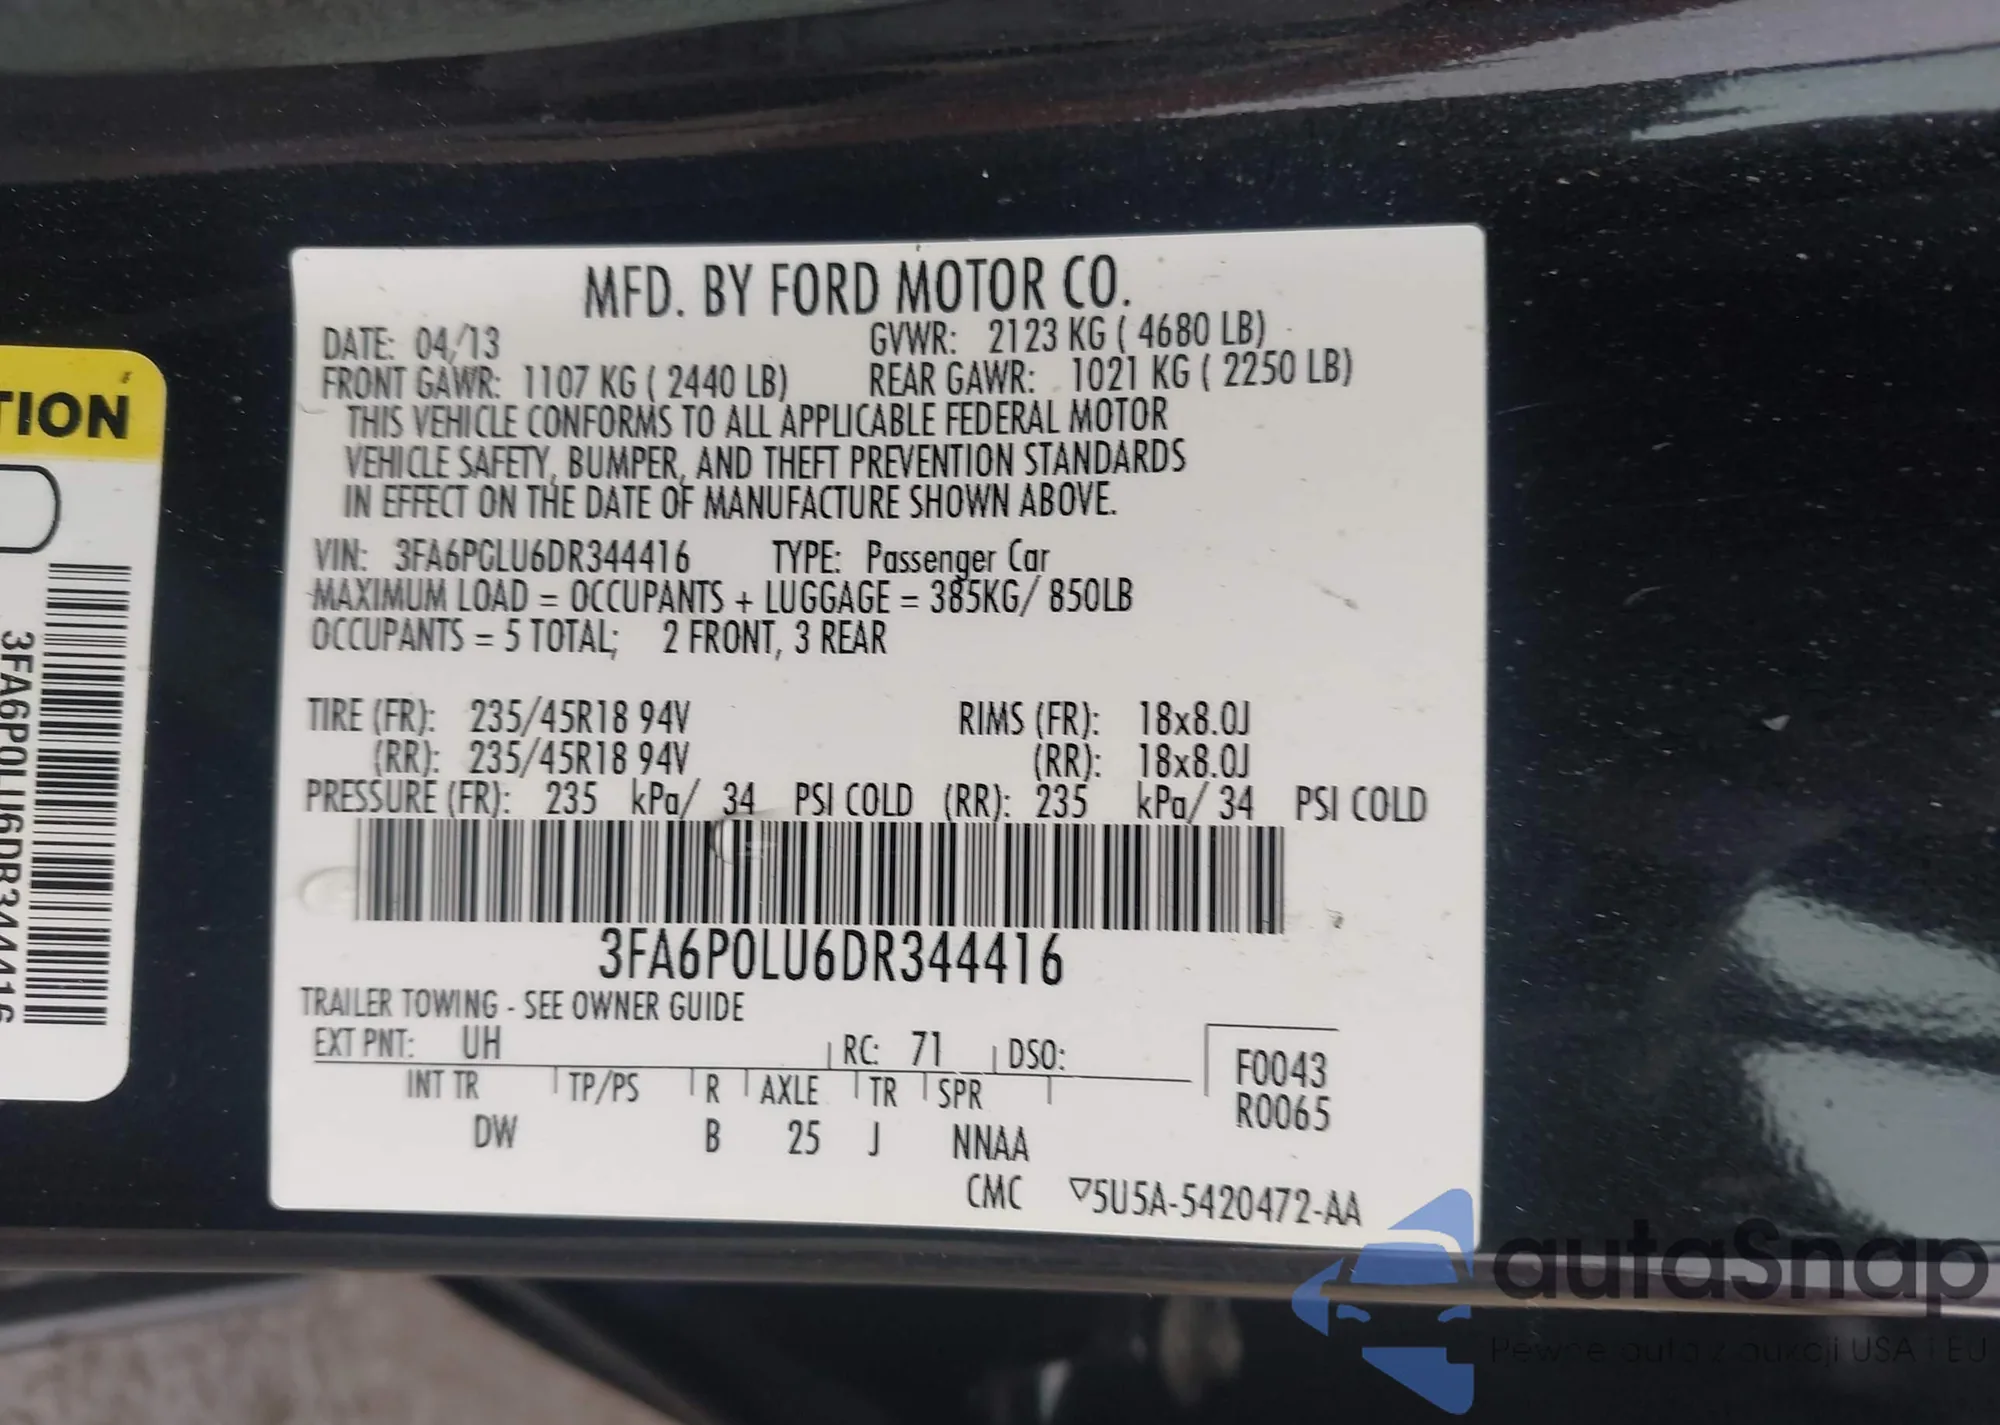 MFD. BY FORD MOTOR CO.
DATE: 04/13 GVWR: 2123 KG ( 4680 LB)
FRONT GAWR: 1107 KG ( 2440 LB) REAR GAWR: 1021 KG ( 2250 LB)
THIS VEHICLE CONFORMS TO ALL APPLICABLE FEDERAL MOTOR
VEHICLE SAFETY, BUMPER, AND THEFT PREVENTION STANDARDS
IN EFFECT ON THE DATE OF MANUFACTURE SHOWN ABOVE.
VIN: 3FA6P0LU6DR344416 TYPE: Passenger Car
MAXIMUM LOAD = OCCUPANTS + LUGGAGE = 385KG/ 850LB
OCCUPANTS = 5 TOTAL; 2 FRONT, 3 REAR
TIRE (FR): 235/45R18 94V RIMS (FR): 18x8.0J
(RR): 235/45R18 94V (RR): 18x8.0J
PRESSURE (FR): 235 kPa/ 34 PSI COLD (RR): 235 kPa/ 34 PSI COLD
3FA6P0LU6DR344416
TRAILER TOWING - SEE OWNER GUIDE
EXT PNT: UH RC: 71 DSO:
INT TR TP/PS R AXLE TR SPR
DW B 25 J NNAA
F0043
R0065
CMC ▽5U5A-5420472-AA
TION
3FA6P0LU6DR344416
autaSnap
Pewne auta z aukcji USA i EU